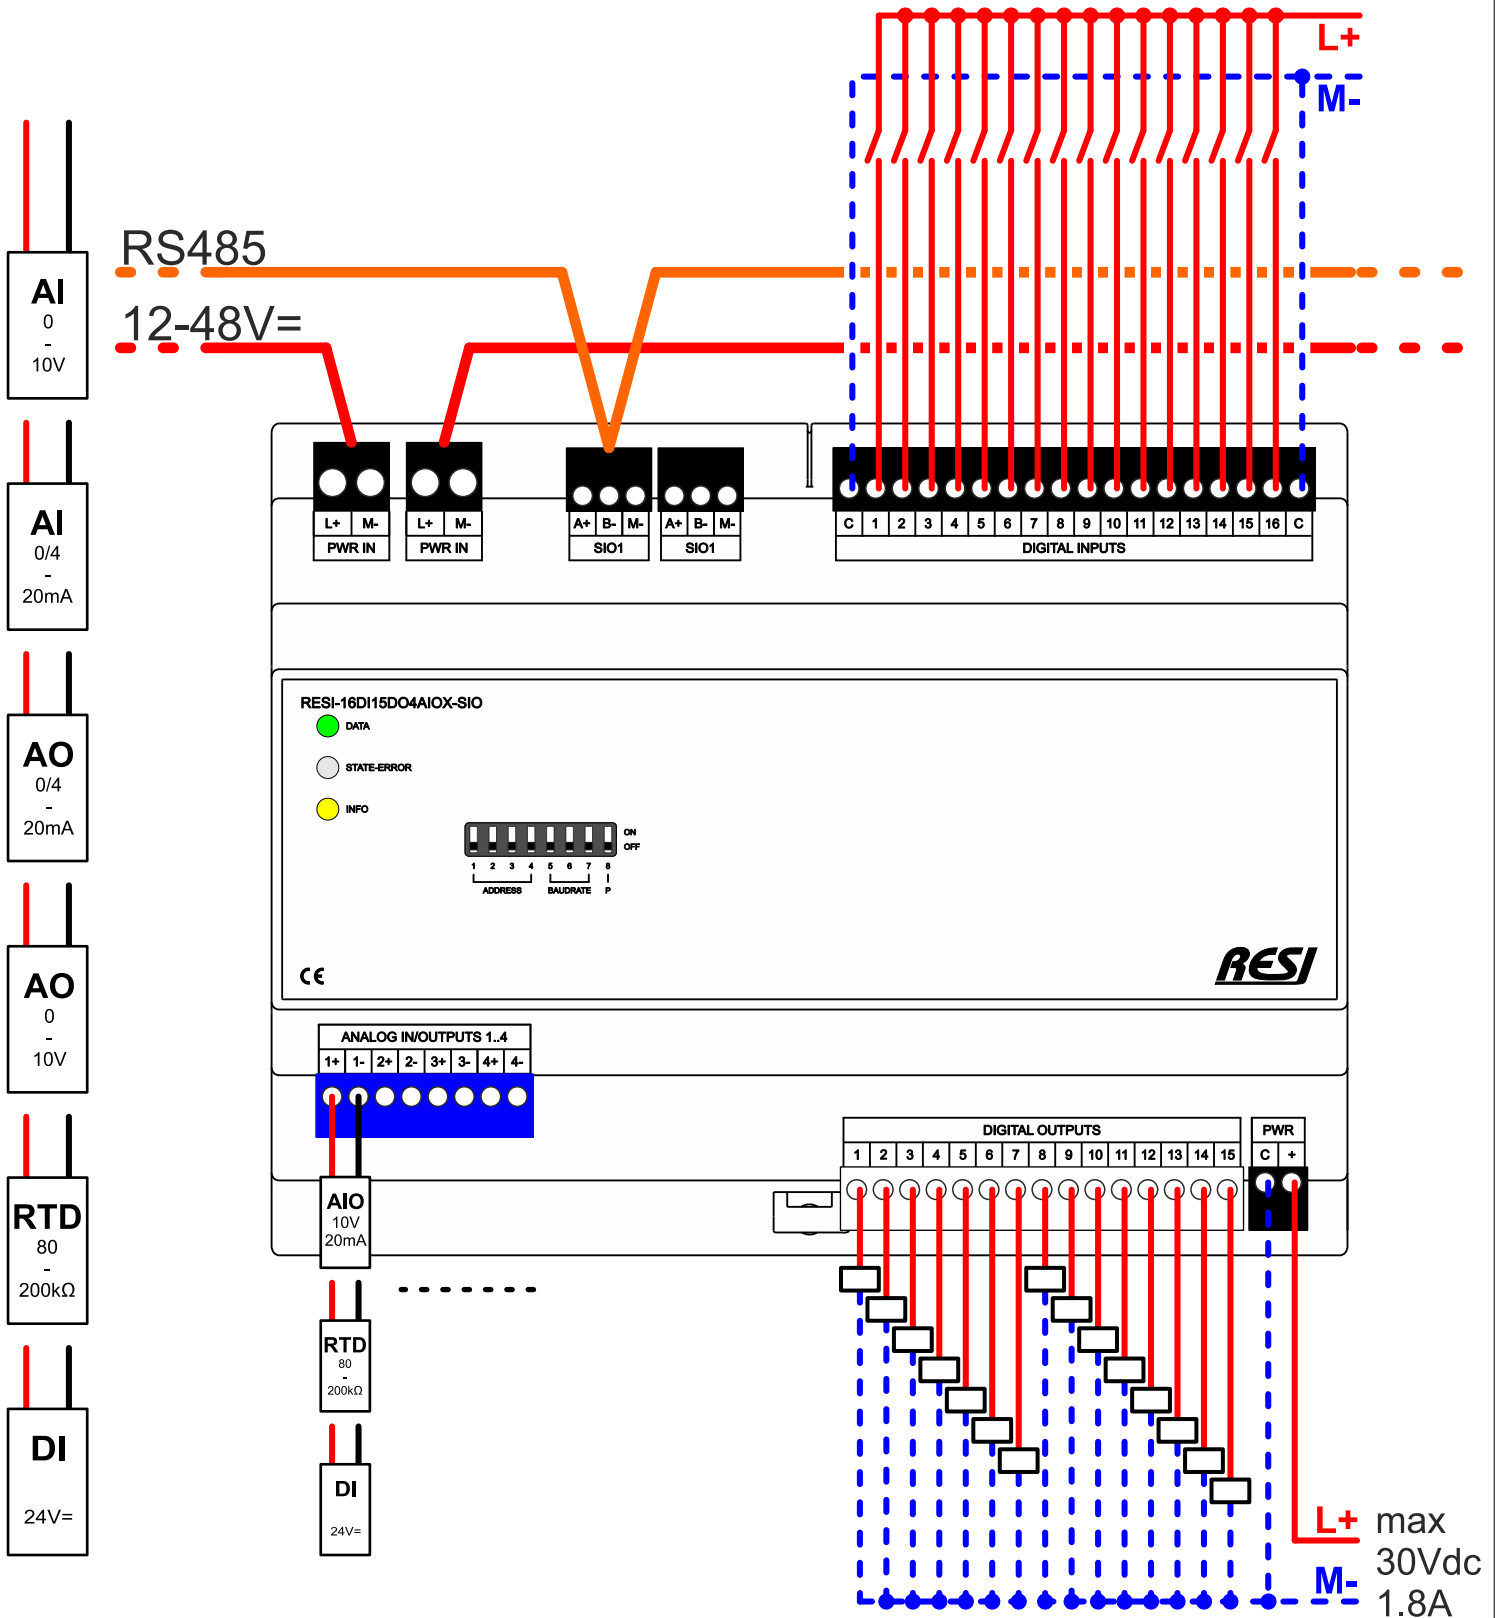 L+
M-
RS485
12-48V=
AI
0
-
10V
AI
0/4
-
20mA
AO
0/4
-
20mA
AO
0
-
10V
RTD
80
-
200kΩ
DI
24V=
L+ M- L+ M- A+ B- M- A+ B- M- C 1 2 3 4 5 6 7 8 9 10 11 12 13 14 15 16 C
PWR IN PWR IN SIO1 SIO1 DIGITAL INPUTS
RESI-16DI15DO4AIOX-SIO
DATA
STATE-ERROR
INFO
ON
OFF
1 2 3 4 5 6 7 8
ADDRESS BAUDRATE P
CE
RESI
ANALOG IN/OUTPUTS 1..4
1+ 1- 2+ 2- 3+ 3- 4+ 4-
DIGITAL OUTPUTS PWR
1 2 3 4 5 6 7 8 9 10 11 12 13 14 15 C +
AIO
10V
20mA
RTD
80
-
200kΩ
DI
24V=
L+ max
30Vdc
M- 1.8A